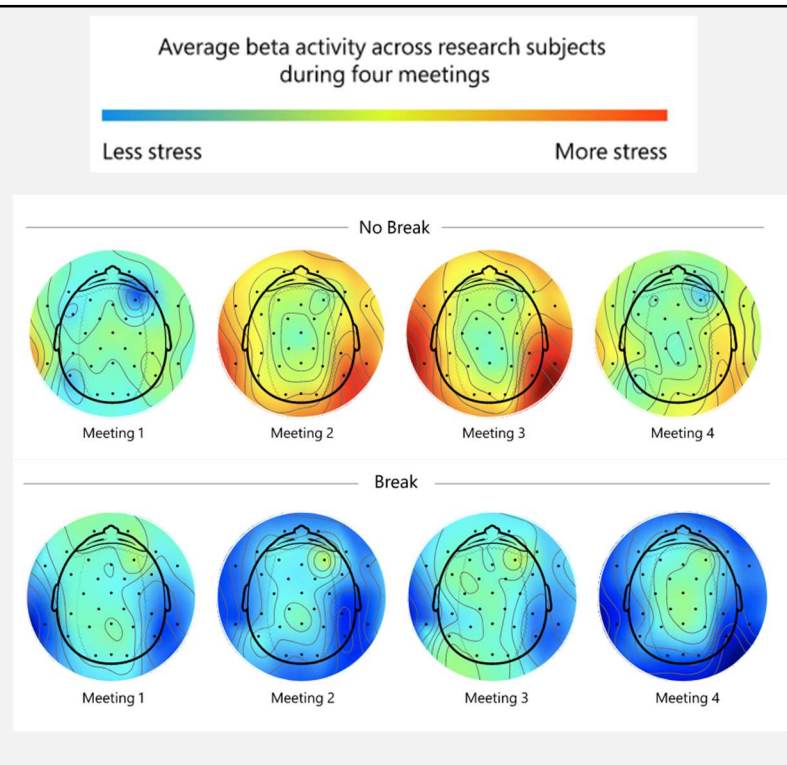 Average beta activity across research subjects
during four meetings
Less stress
More stress
No Break
Meeting 1
Meeting 2
Meeting 3
Meeting 4
Break
Meeting 1
Meeting 2
Meeting 3
Meeting 4